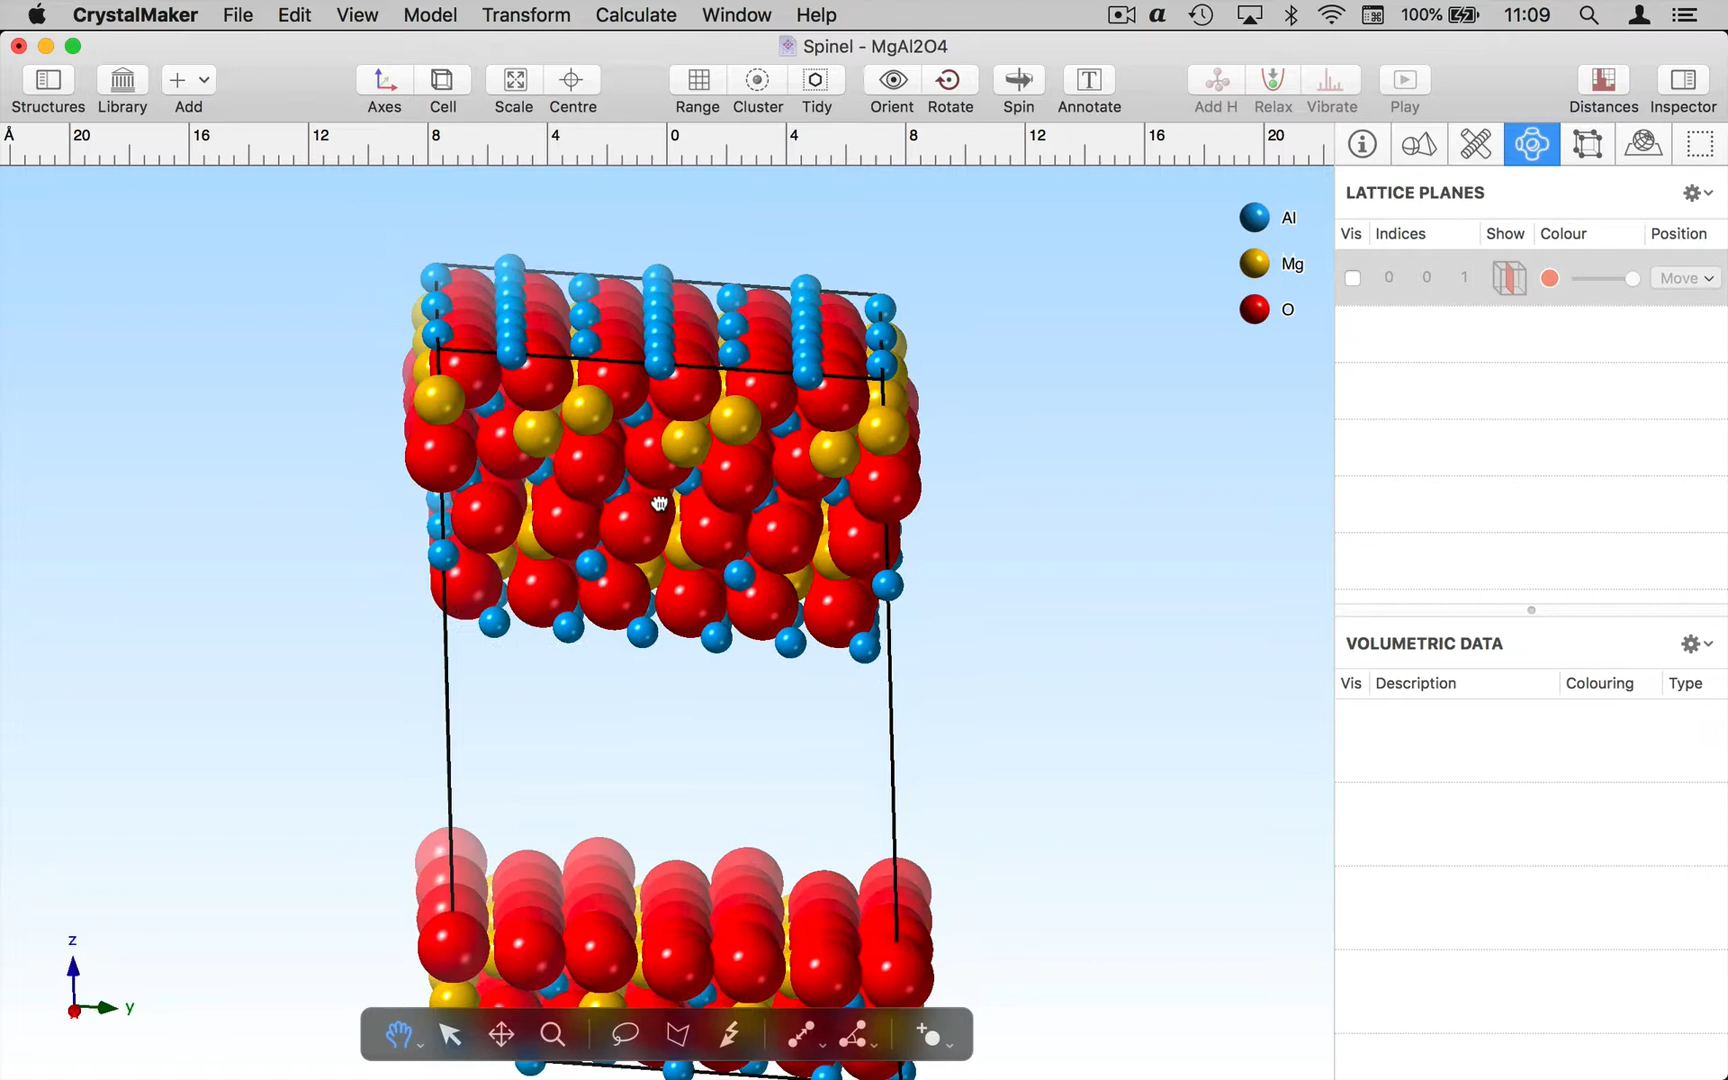 CrystalMaker File Edit View Model Transform Calculate Window Help 100% 11:09
Spinel - MgAl2O4
Structures Library Add Axes Cell Scale Centre Range Cluster Tidy Orient Rotate Spin Annotate Add H Relax Vibrate Play Distances Inspector
Å 20 16 12 8 4 0 4 8 12 16 20
LATTICE PLANES
Vis Indices Show Colour Position
0 0 1 Move
Al
Mg
O
VOLUMETRIC DATA
Vis Description Colouring Type
z
y